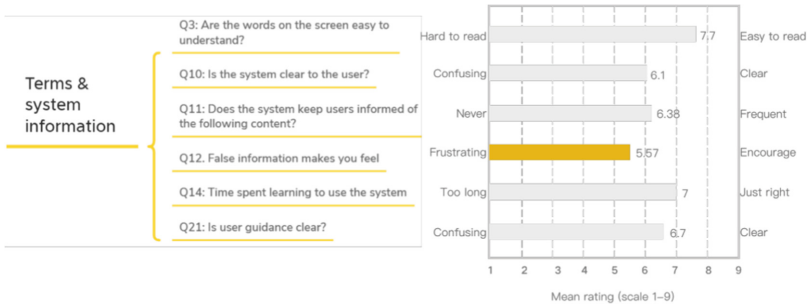 Terms &
system
information
Q3: Are the words on the screen easy to
understand?
Q10: Is the system clear to the user?
Q11: Does the system keep users informed of
the following content?
Q12. False information makes you feel
Q14: Time spent learning to use the system
Q21: Is user guidance clear?
Hard to read 7.7 Easy to read
Confusing 6.1 Clear
Never 6.38 Frequent
Frustrating 5.57 Encourage
Too long 7 Just right
Confusing 6.7 Clear
1 2 3 4 5 6 7 8 9
Mean rating (scale 1–9)